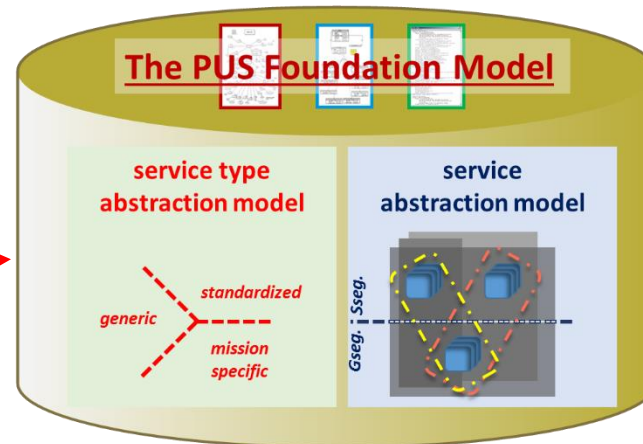 The PUS Foundation Model
service type
abstraction model
generic
standardized
mission
specific
service
abstraction model
Sseg.
Gseg.